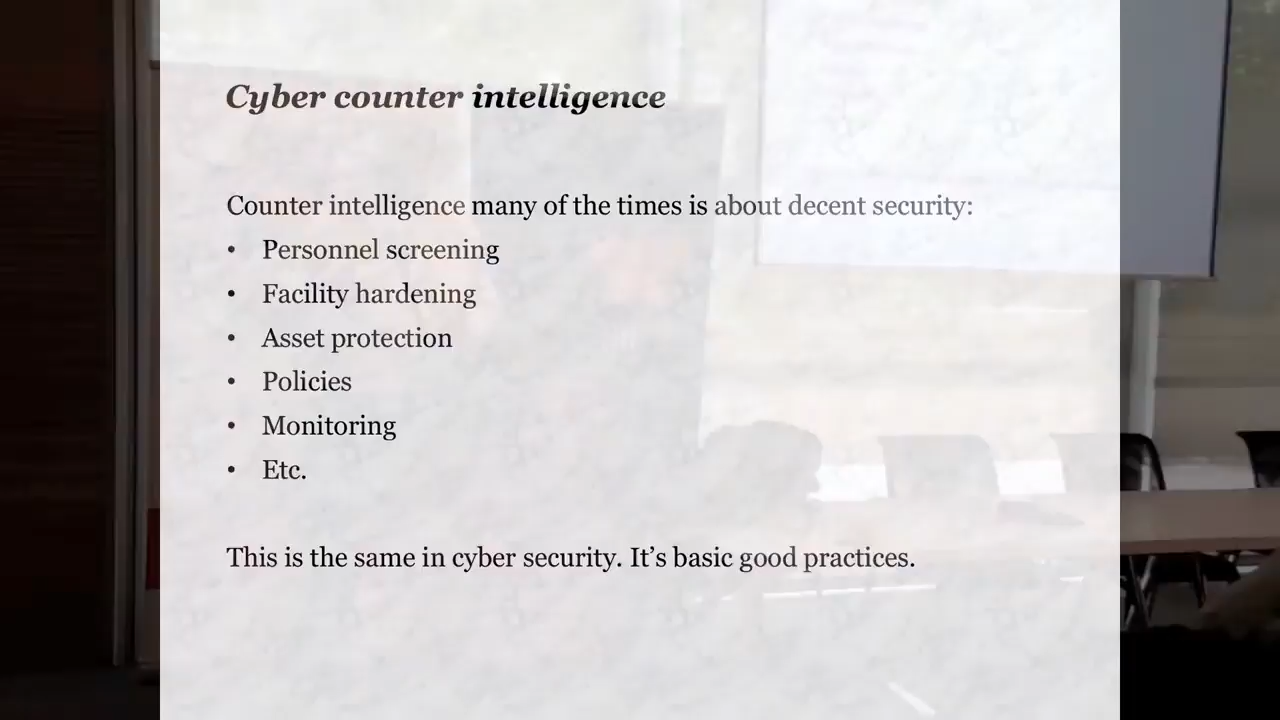 Cyber counter intelligence
Counter intelligence many of the times is about decent security:
• Personnel screening
• Facility hardening
• Asset protection
• Policies
• Monitoring
• Etc.
This is the same in cyber security. It’s basic good practices.